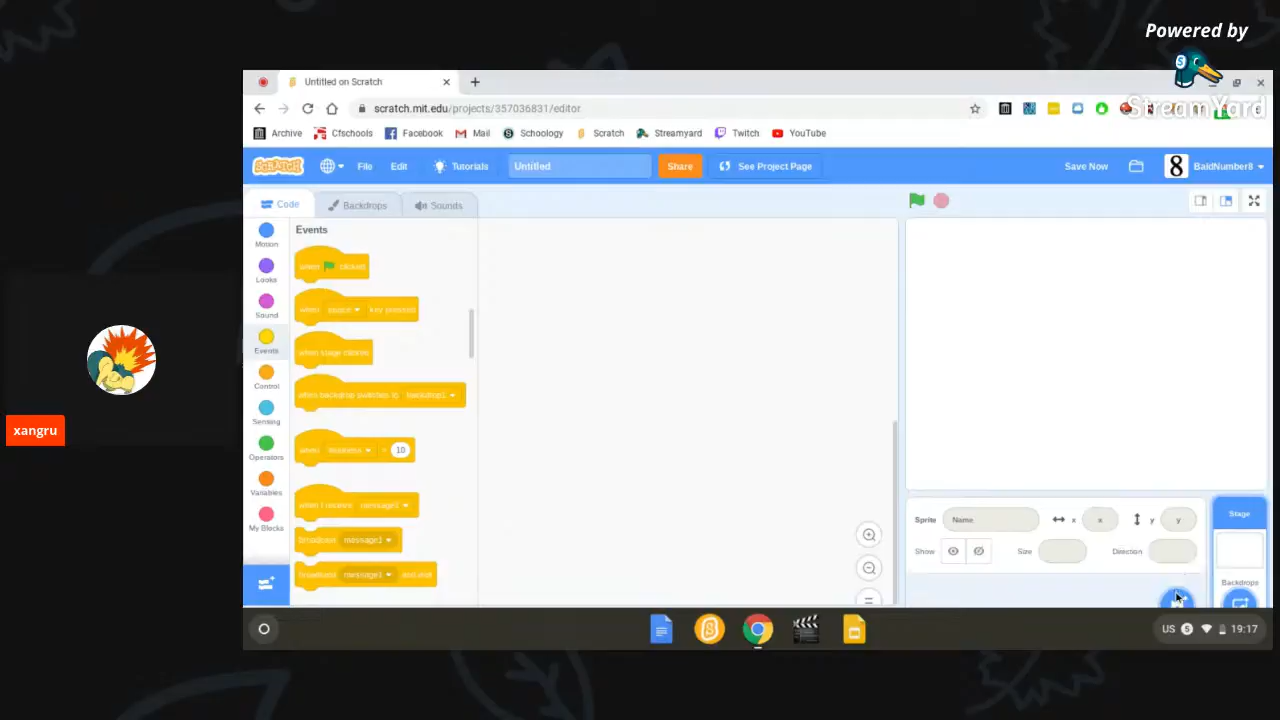 Powered by
StreamYard
Untitled on Scratch
scratch.mit.edu/projects/357036831/editor
Archive Cfschools Facebook Mail Schoology Scratch Streamyard Twitch YouTube
SCRATCH File Edit Tutorials Untitled Share See Project Page Save Now 8 BaldNumber8
Code Backdrops Sounds
Motion
Looks
Sound
Events
Control
Sensing
Operators
Variables
My Blocks
Events
when clicked
when key pressed
when stage clicked
when backdrop switches to backdrop1
when loudness > 10
when I receive message1
broadcast message1
broadcast message1 and wait
Sprite Name x x y y
Show Size Direction
Stage
Backdrops
xangru
US 5 19:17